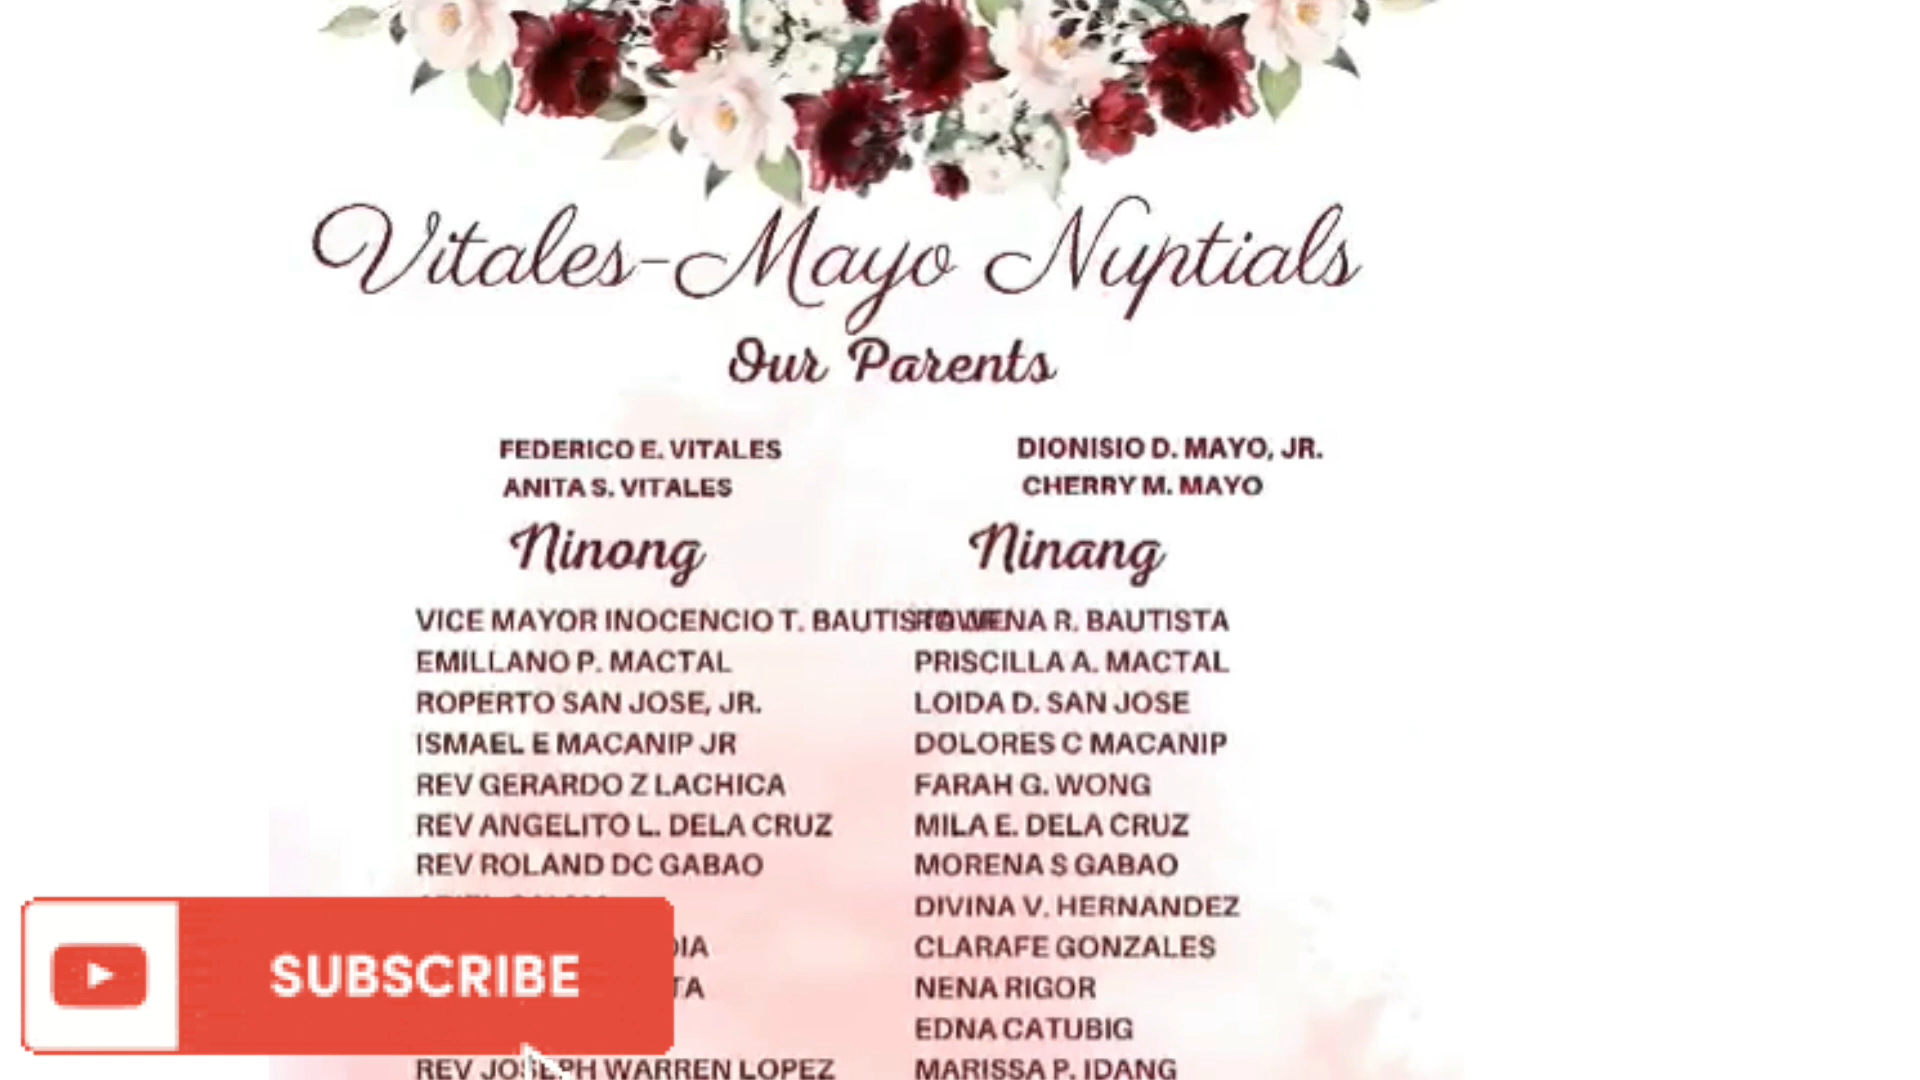 Vitales-Mayo Nuptials
Our Parents
FEDERICO E. VITALES
ANITA S. VITALES
DIONISIO D. MAYO, JR.
CHERRY M. MAYO
Ninong
VICE MAYOR INOCENCIO T. BAUTISTA
EMILLANO P. MACTAL
ROPERTO SAN JOSE, JR.
ISMAEL E MACANIP JR
REV GERARDO Z LACHICA
REV ANGELITO L. DELA CRUZ
REV ROLAND DC GABAO
REV JOSEPH WARREN LOPEZ
Ninang
ROWENA R. BAUTISTA
PRISCILLA A. MACTAL
LOIDA D. SAN JOSE
DOLORES C MACANIP
FARAH G. WONG
MILA E. DELA CRUZ
MORENA S GABAO
DIVINA V. HERNANDEZ
CLARAFE GONZALES
NENA RIGOR
EDNA CATUBIG
MARISSA P. IDANG
SUBSCRIBE